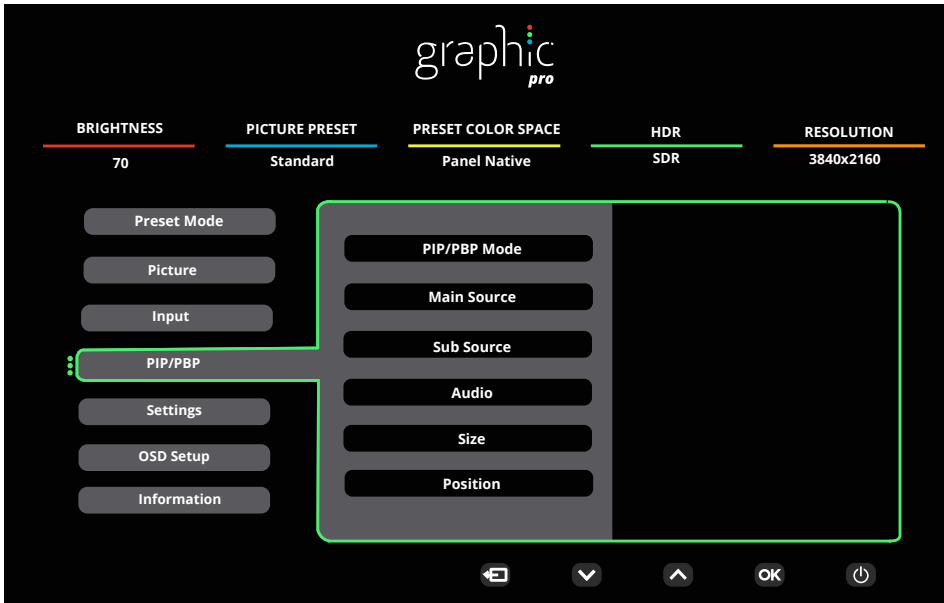 graphic
pro
BRIGHTNESS PICTURE PRESET PRESET COLOR SPACE HDR RESOLUTION
70 Standard Panel Native SDR 3840x2160
Preset Mode
Picture
Input
PIP/PBP
Settings
OSD Setup
Information
PIP/PBP Mode
Main Source
Sub Source
Audio
Size
Position
OK